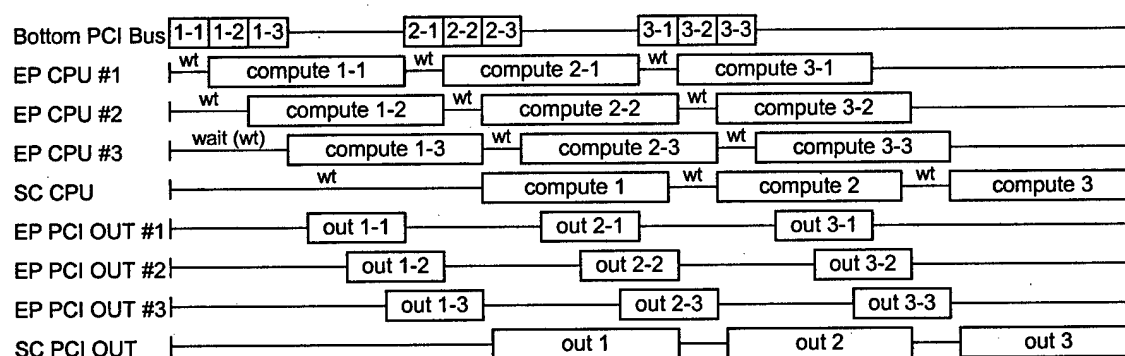 Bottom PCI Bus 1-1 1-2 1-3 2-1 2-2 2-3 3-1 3-2 3-3
EP CPU #1 wt compute 1-1 wt compute 2-1 wt compute 3-1
EP CPU #2 wt compute 1-2 wt compute 2-2 wt compute 3-2
EP CPU #3 wait (wt) compute 1-3 wt compute 2-3 wt compute 3-3
SC CPU wt compute 1 wt compute 2 wt compute 3
EP PCI OUT #1 out 1-1 out 2-1 out 3-1
EP PCI OUT #2 out 1-2 out 2-2 out 3-2
EP PCI OUT #3 out 1-3 out 2-3 out 3-3
SC PCI OUT out 1 out 2 out 3